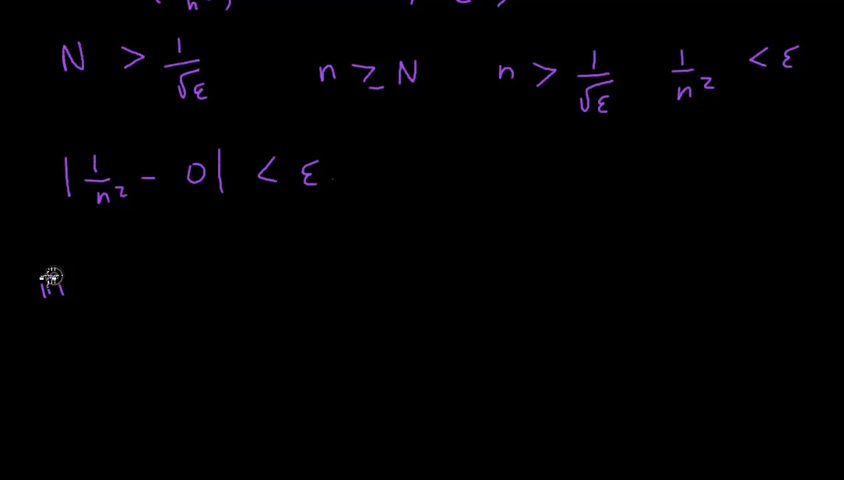 N > 1/√ε n ≥ N n > 1/√ε 1/n² < ε
|1/n² - 0| < ε